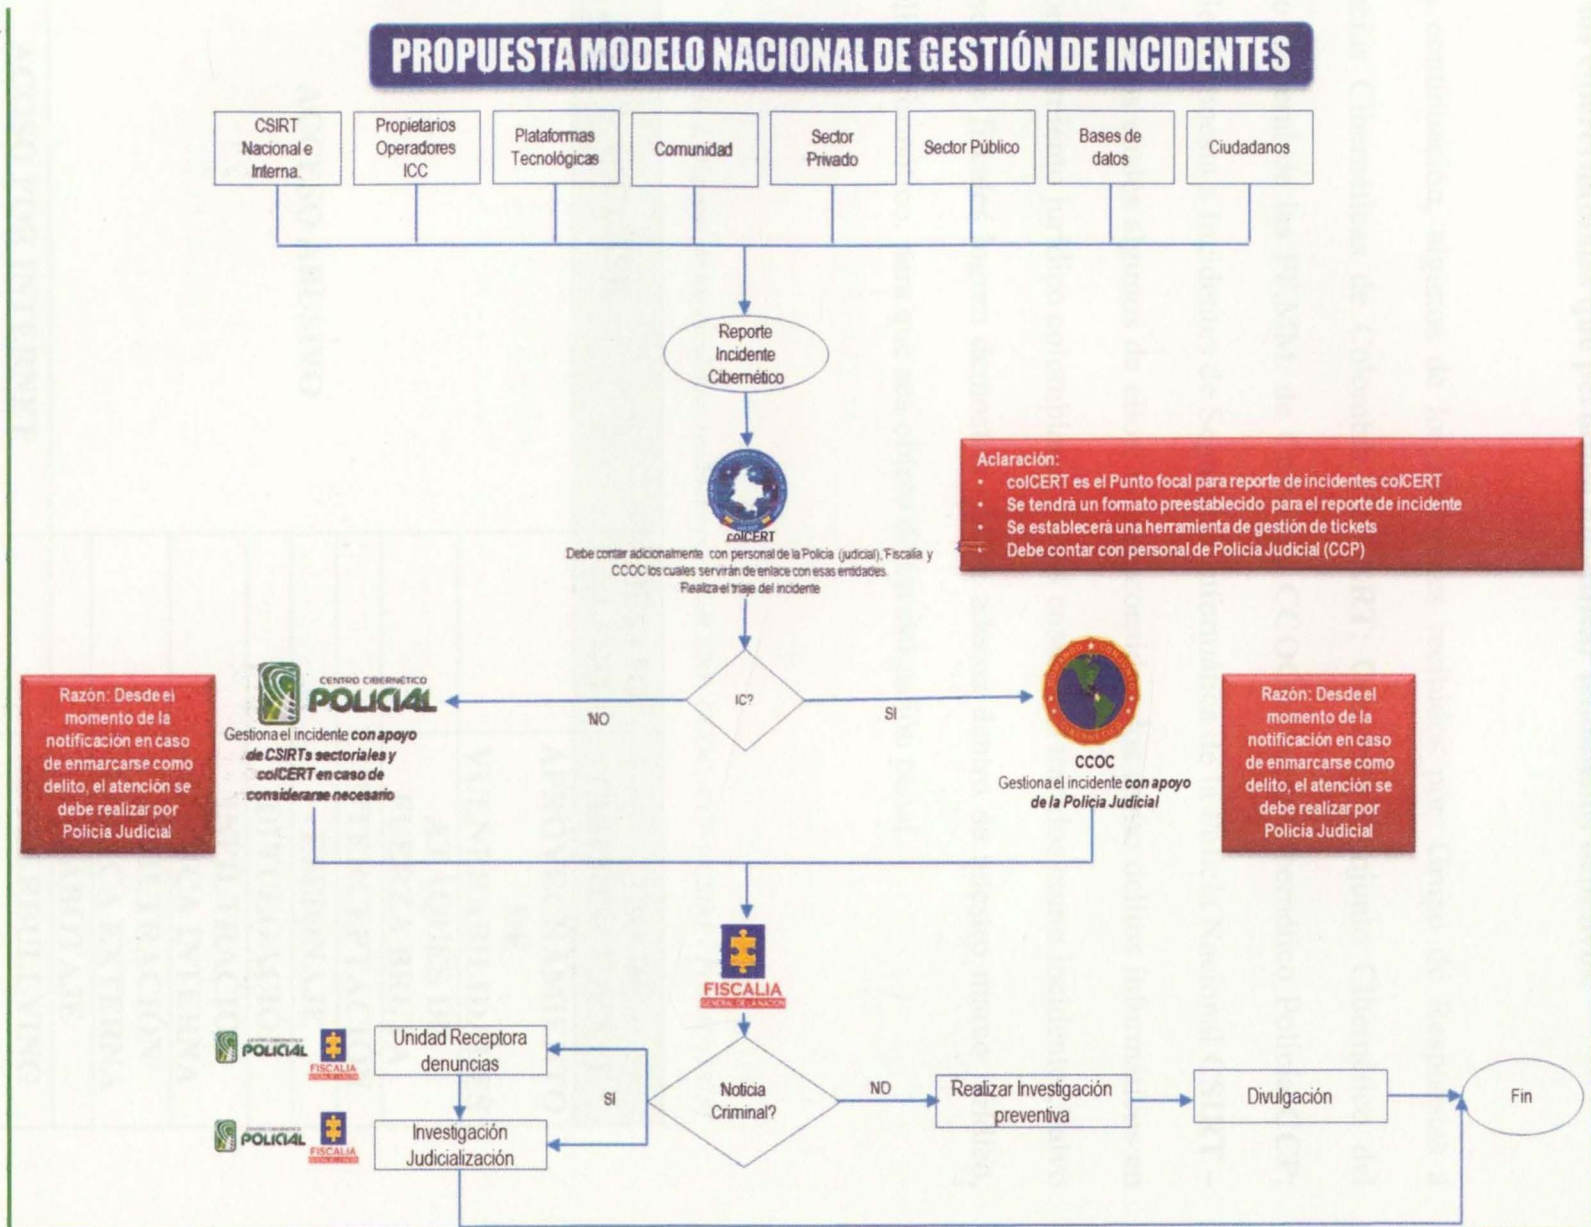 PROPUESTA MODELO NACIONAL DE GESTIÓN DE INCIDENTES
CSIRT
Nacional e
Interna.
Propietarios
Operadores
ICC
Plataformas
Tecnológicas
Comunidad
Sector
Privado
Sector Público
Bases de
datos
Ciudadanos
Reporte
Incidente
Cibernético
colCERT
Debe contar adicionalmente con personal de la Policía (judicial), Fiscalía y
CCOC los cuales servirán de enlace con esas entidades.
Realiza el triaje del incidente
Aclaración:
• colCERT es el Punto focal para reporte de incidentes colCERT
• Se tendrá un formato preestablecido para el reporte de incidente
• Se establecerá una herramienta de gestión de tickets
• Debe contar con personal de Policía Judicial (CCP)
IC?
NO
SI
Razón: Desde el
momento de la
notificación en caso
de enmarcarse como
delito, el atención se
debe realizar por
Policía Judicial
CENTRO CIBERNÉTICO
POLICIAL
Gestiona el incidente con apoyo
de CSIRTs sectoriales y
colCERT en caso de
considerarse necesario
COMANDO CONJUNTO
CIBERNÉTICO
CCOC
Gestiona el incidente con apoyo
de la Policía Judicial
Razón: Desde el
momento de la
notificación en caso
de enmarcarse como
delito, el atención se
debe realizar por
Policía Judicial
FISCALIA
GENERAL DE LA NACION
CENTRO CIBERNÉTICO
POLICIAL
FISCALIA
Unidad Receptora
denuncias
CENTRO CIBERNÉTICO
POLICIAL
FISCALIA
Investigación
Judicialización
SI
Noticia
Criminal?
NO
Realizar Investigación
preventiva
Divulgación
Fin